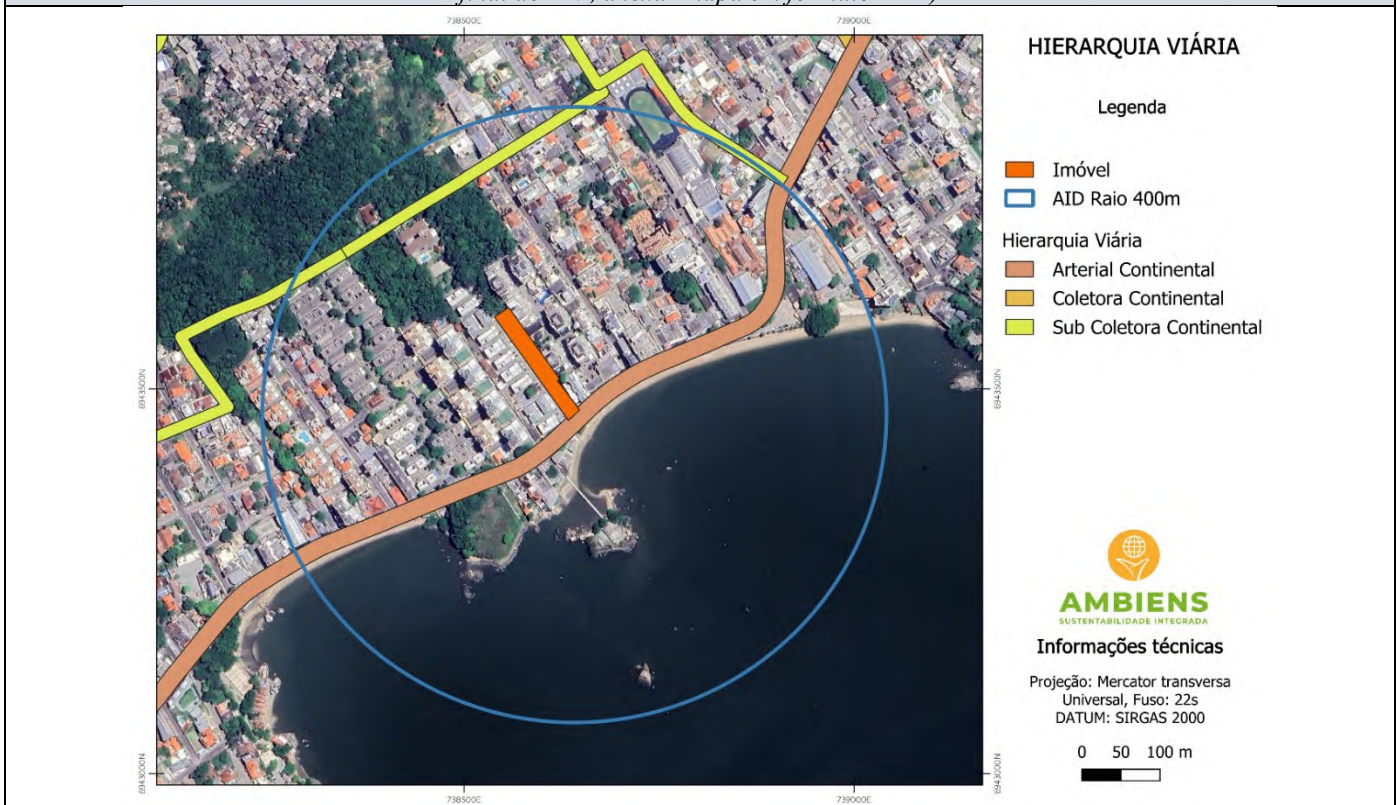 738500E
739000E
HIERARQUIA VIÁRIA
Legenda
Imóvel
AID Raio 400m
Hierarquia Viária
Arterial Continental
Coletora Continental
Sub Coletora Continental
6943500N
6943500N
AMBIENS
SUSTENTABILIDADE INTEGRADA
Informações técnicas
Projeção: Mercator transversa
Universal, Fuso: 22s
DATUM: SIRGAS 2000
0 50 100 m
6943000N
6943000N
738500E
739000E